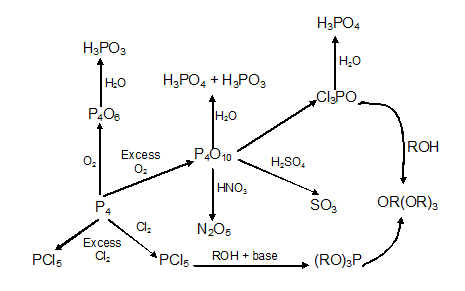 H₃PO₄
H₃PO₃
H₂O
H₃PO₄ + H₃PO₃
H₂O
P₄O₆
H₂O
Cl₃PO
O₂
Excess
O₂
P₄O₁₀
H₂SO₄
ROH
HNO₃
P₄
SO₃
OR(OR)₃
Cl₂
N₂O₅
Excess
Cl₂
PCl₅
PCl₅
ROH + base
(RO)₃P